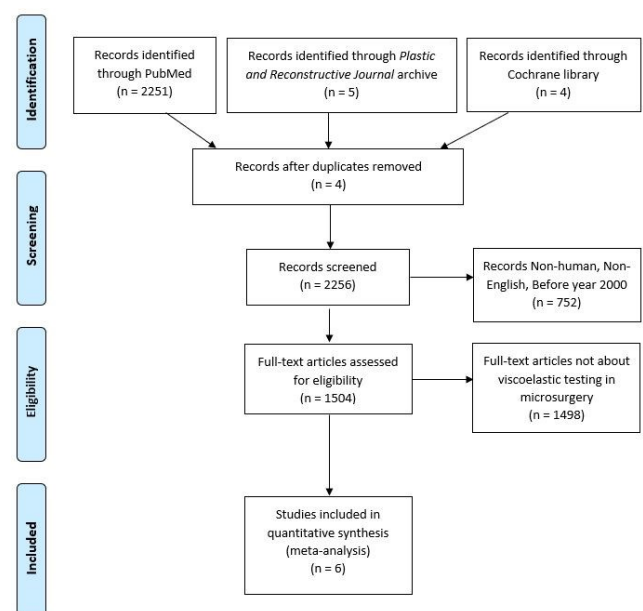 Identification
Records identified
through PubMed
(n = 2251)
Records identified through Plastic
and Reconstructive Journal archive
(n = 5)
Records identified through
Cochrane library
(n = 4)
Records after duplicates removed
(n = 4)
Screening
Records screened
(n = 2256)
Records Non-human, Non-
English, Before year 2000
(n = 752)
Eligibility
Full-text articles assessed
for eligibility
(n = 1504)
Full-text articles not about
viscoelastic testing in
microsurgery
(n = 1498)
Included
Studies included in
quantitative synthesis
(meta-analysis)
(n = 6)